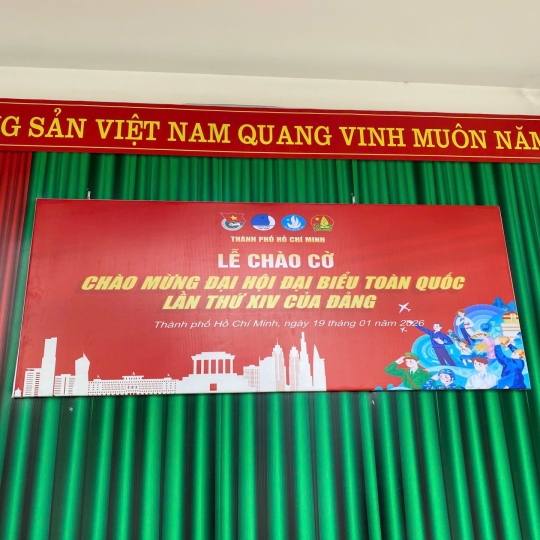 NG SẢN VIỆT NAM QUANG VINH MUÔN NĂM
THÀNH PHỐ HỒ CHÍ MINH
LỄ CHÀO CỜ
CHÀO MỪNG ĐẠI HỘI ĐẠI BIỂU TOÀN QUỐC
LẦN THỨ XIV CỦA ĐẢNG
Thành phố Hồ Chí Minh, ngày 19 tháng 01 năm 2026